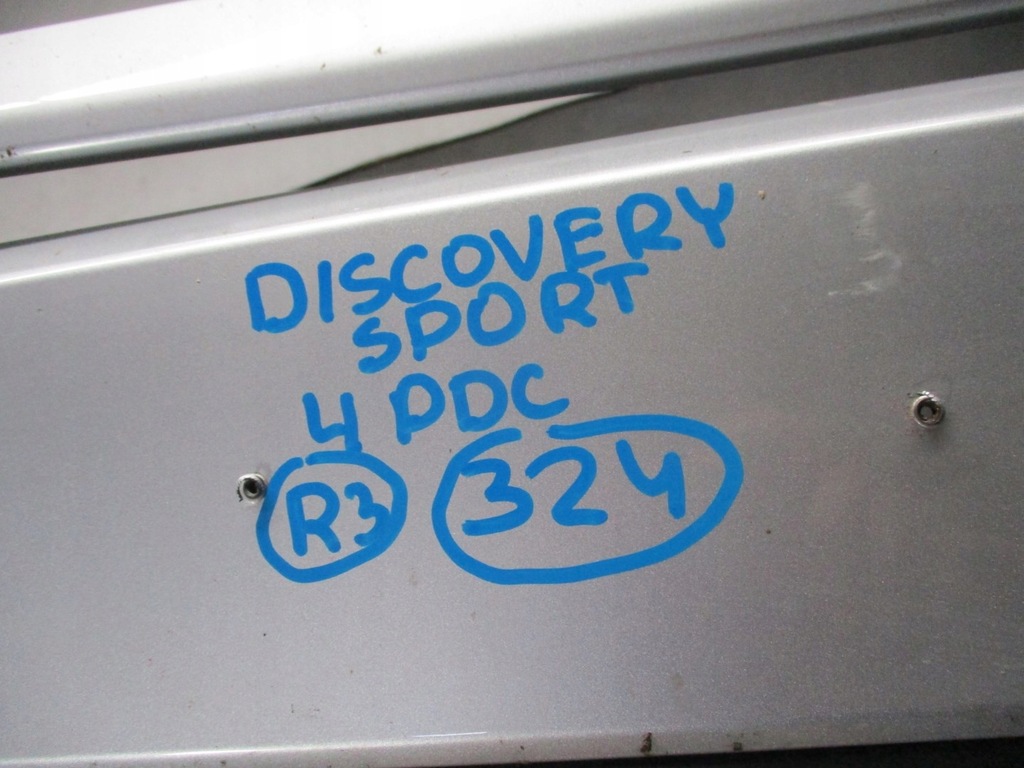 DISCOVERY
SPORT
4 PDC
R3 324